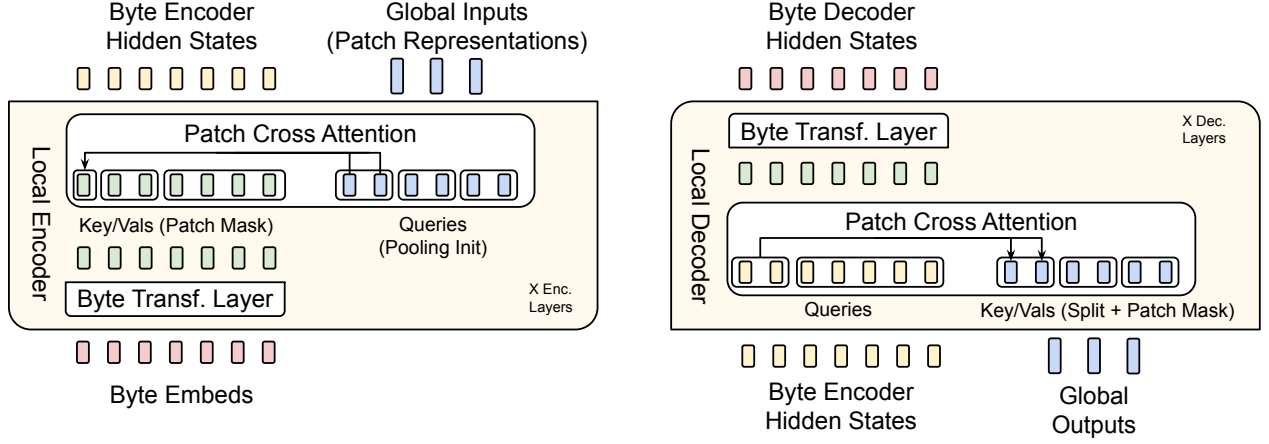 Byte Encoder
Hidden States
Global Inputs
(Patch Representations)
Local Encoder
Patch Cross Attention
Key/Vals (Patch Mask)
Queries
(Pooling Init)
Byte Transf. Layer
X Enc.
Layers
Byte Embeds
Byte Decoder
Hidden States
Local Decoder
Byte Transf. Layer
X Dec.
Layers
Patch Cross Attention
Queries
Key/Vals (Split + Patch Mask)
Byte Encoder
Hidden States
Global
Outputs